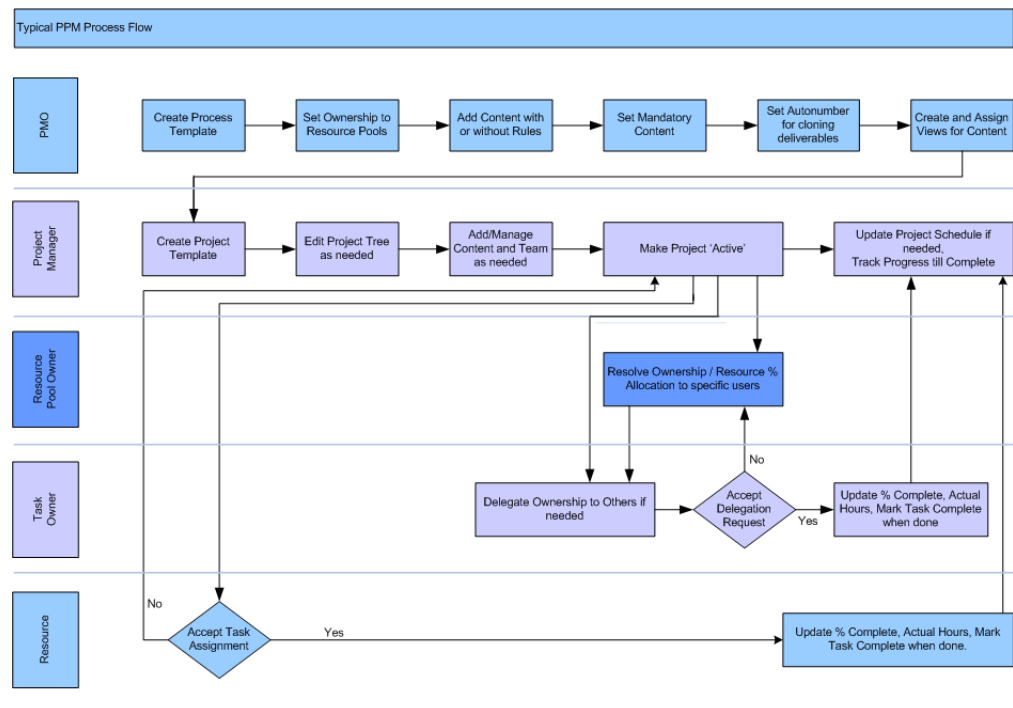 Typical PPM Process Flow
PMO
Create Process
Template
Set Ownership to
Resource Pools
Add Content with
or without Rules
Set Mandatory
Content
Set Autonumber
for cloning
deliverables
Create and Assign
Views for Content
Project
Manager
Create Project
Template
Edit Project Tree
as needed
Add/Manage
Content and Team
as needed
Make Project ‘Active’
Update Project Schedule if
needed,
Track Progress till Complete
Resource
Pool Owner
Resolve Ownership / Resource %
Allocation to specific users
Task
Owner
Delegate Ownership to Others if
needed
No
Accept
Delegation
Request
Yes
Update % Complete, Actual
Hours, Mark Task Complete
when done
Resource
No
Accept Task
Assignment
Yes
Update % Complete, Actual Hours, Mark
Task Complete when done.